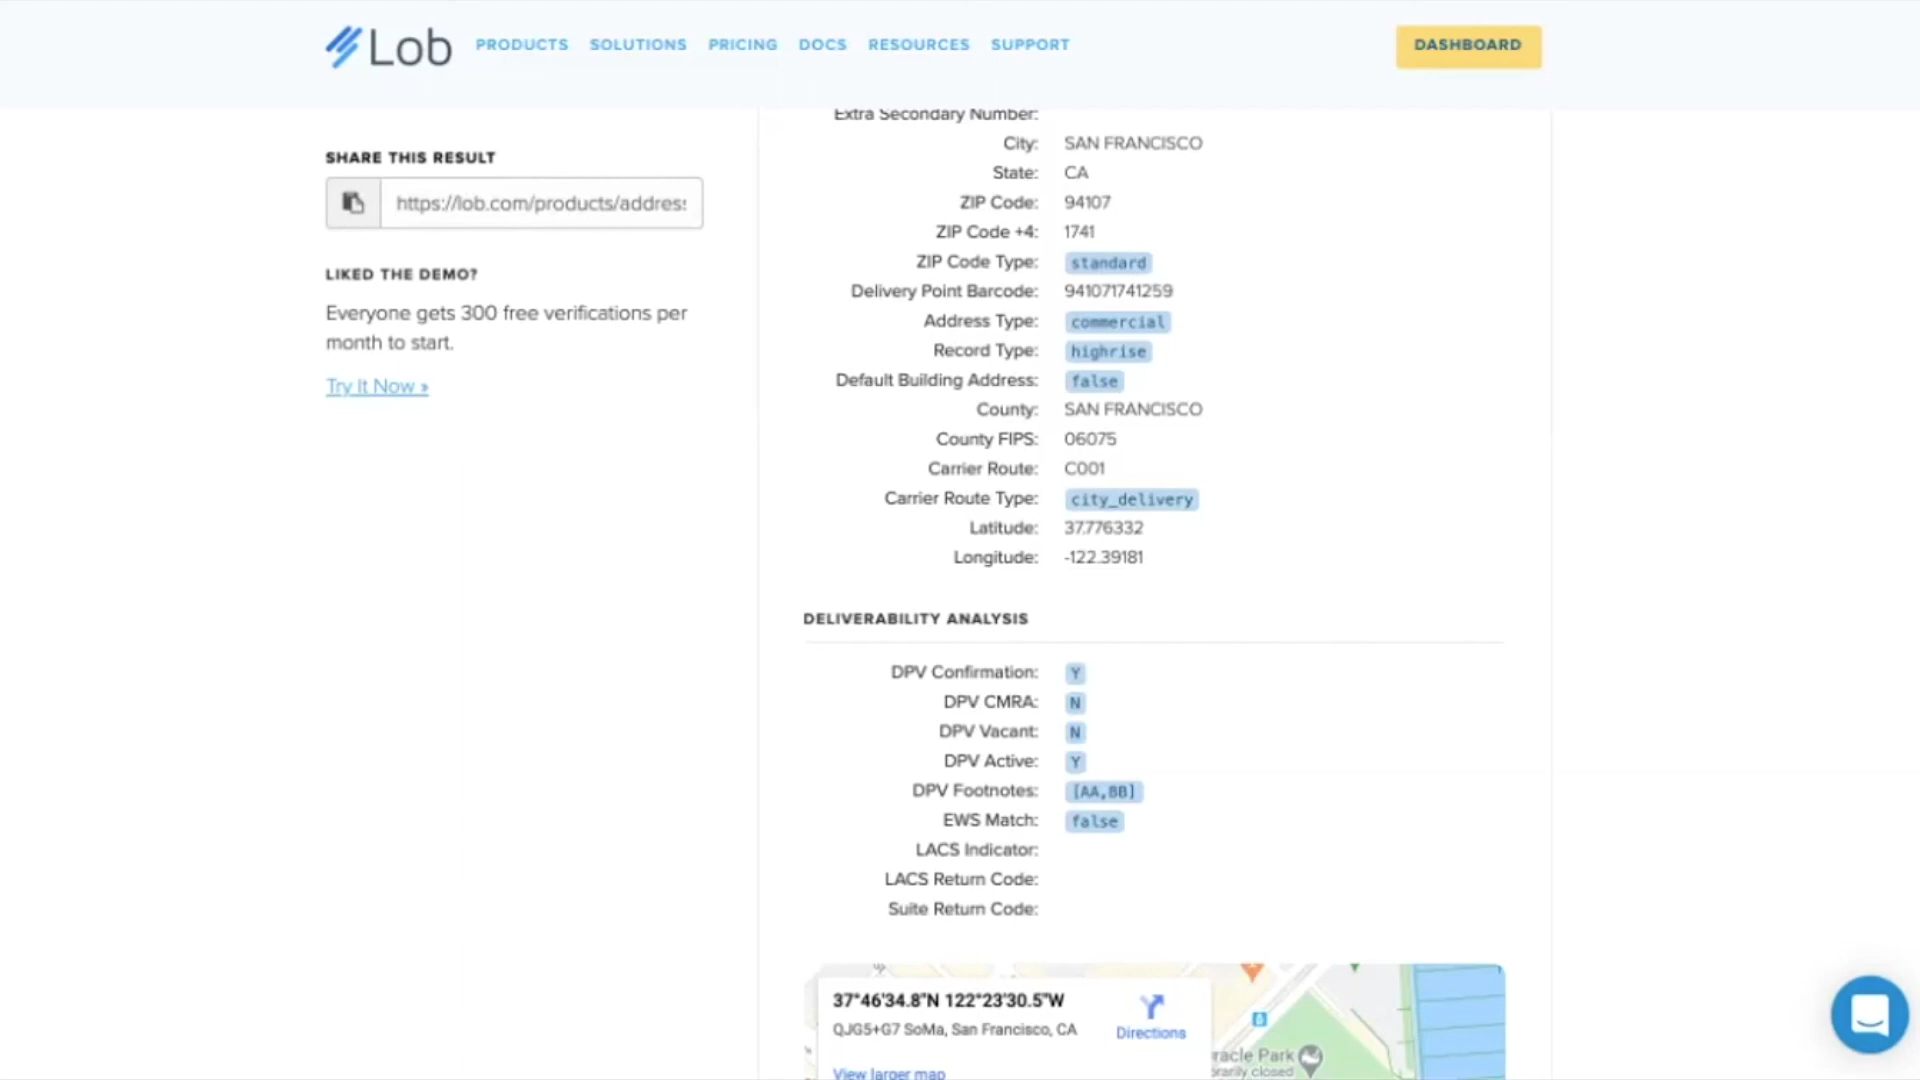 Lob
PRODUCTS SOLUTIONS PRICING DOCS RESOURCES SUPPORT
DASHBOARD
SHARE THIS RESULT
https://lob.com/products/address
LIKED THE DEMO?
Everyone gets 300 free verifications per
month to start.
Try It Now »
Extra Secondary Number:
City: SAN FRANCISCO
State: CA
ZIP Code: 94107
ZIP Code +4: 1741
ZIP Code Type: standard
Delivery Point Barcode: 941071741259
Address Type: commercial
Record Type: highrise
Default Building Address: false
County: SAN FRANCISCO
County FIPS: 06075
Carrier Route: C001
Carrier Route Type: city_delivery
Latitude: 37.776332
Longitude: -122.39181
DELIVERABILITY ANALYSIS
DPV Confirmation: Y
DPV CMRA: N
DPV Vacant: N
DPV Active: Y
DPV Footnotes: [AA,BB]
EWS Match: false
LACS Indicator:
LACS Return Code:
Suite Return Code:
37°46'34.8"N 122°23'30.5"W
QJG5+G7 SoMa, San Francisco, CA
Directions
View larger map
racle Park
orarily closed